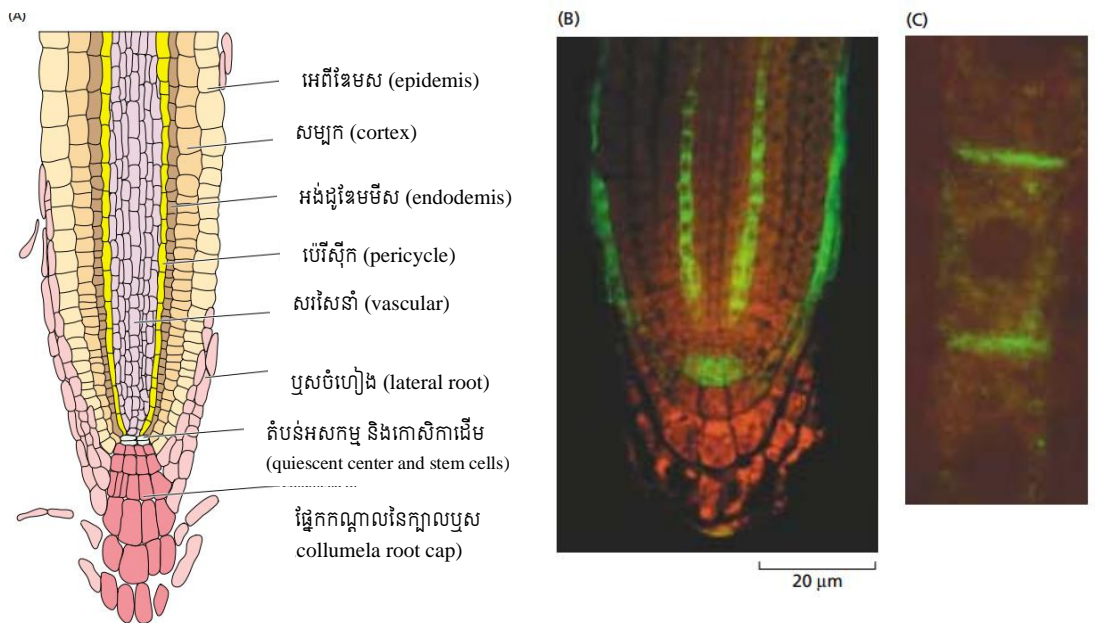 (A)
អេពីឌែមស (epidemis)
សម្បក (cortex)
អង់ដូឌែមមីស (endodemis)
ប៉េរីស៊ីក (pericycle)
សរសៃនាំ (vascular)
ឬសចំហៀង (lateral root)
តំបន់អសកម្ម និងកោសិកាដើម
(quiescent center and stem cells)
ផ្នែកកណ្ដាលនៃក្បាលឬស
collumela root cap)
(B)
20 µm
(C)